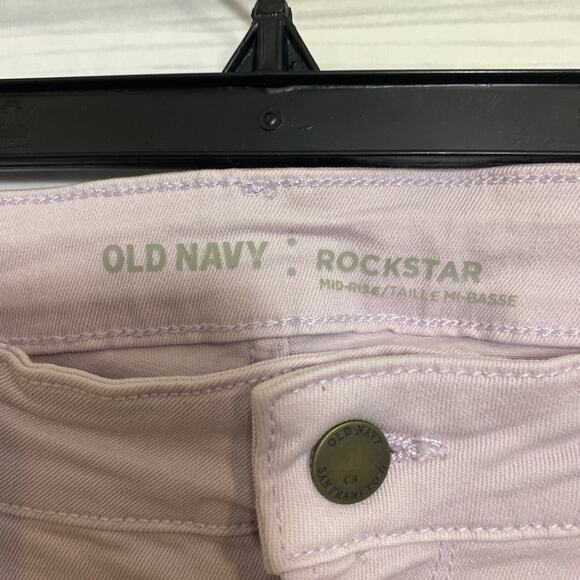 OLD NAVY : ROCKSTAR
MID-RISE/TAILLE MI-BASSE
OLD NAVY
CA
SAN FRANCISCO